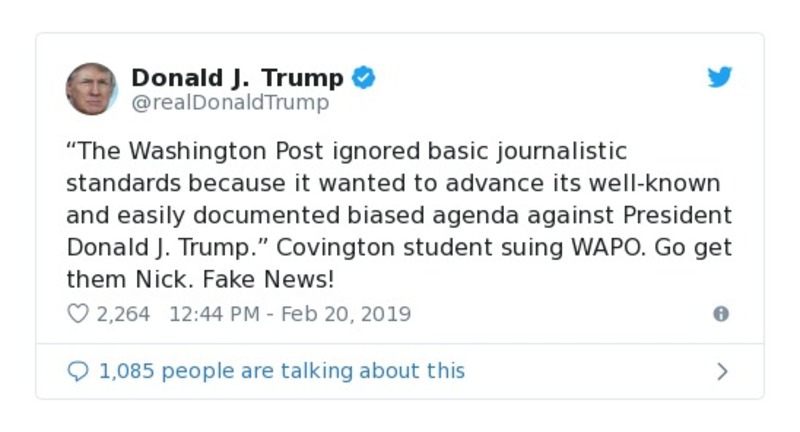 Donald J. Trump
@realDonaldTrump
“The Washington Post ignored basic journalistic
standards because it wanted to advance its well-known
and easily documented biased agenda against President
Donald J. Trump.” Covington student suing WAPO. Go get
them Nick. Fake News!
2,264 12:44 PM - Feb 20, 2019
1,085 people are talking about this